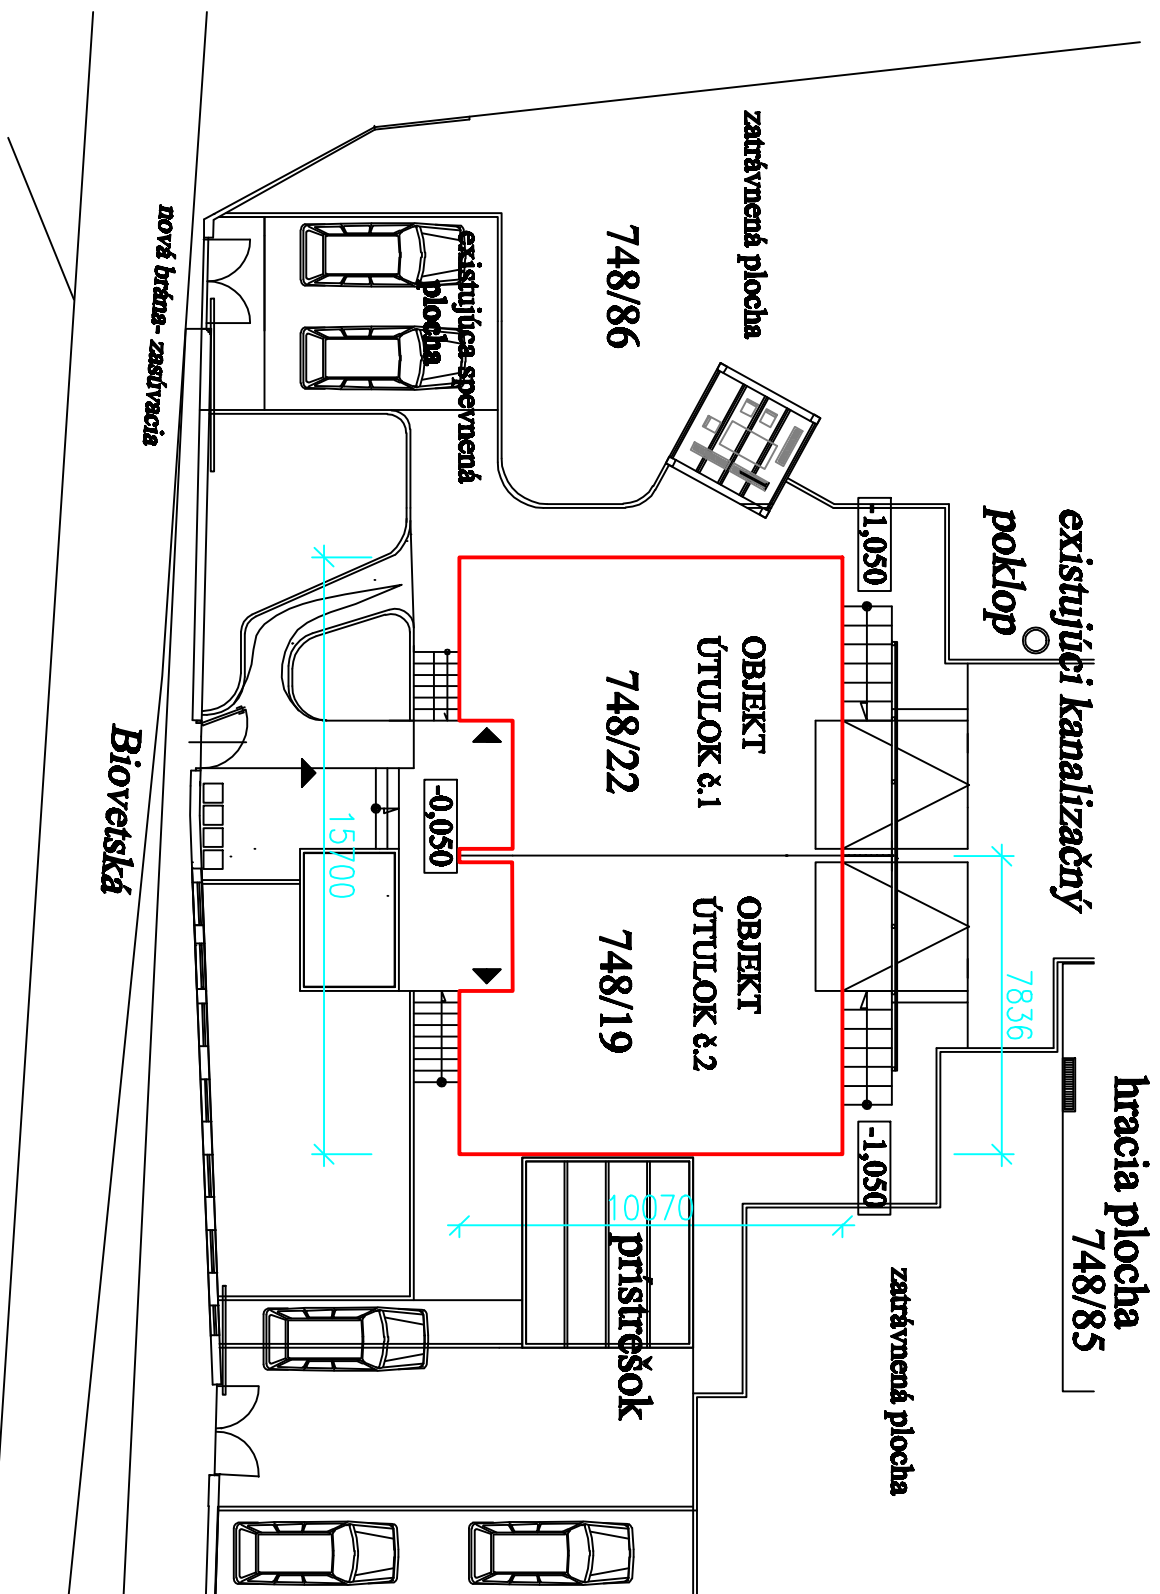 existujúci kanalizačný
poklop
hracia plocha
748/85
zatrávnená plocha
748/86
existujúca spevnená
plocha
nová brána- zasúvacia
-1,050
OBJEKT
ÚTULOK č.1
748/22
OBJEKT
ÚTULOK č.2
748/19
-1,050
-0,050
7836
15700
10070
prístrešok
zatrávnená plocha
Biovetská